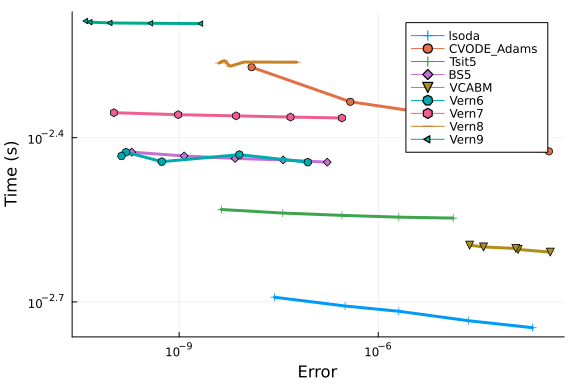 lsoda
CVODE_Adams
Tsit5
BS5
VCABM
Vern6
Vern7
Vern8
Vern9
Time (s)
10^−2.4
10^−2.7
10^−9
10^−6
Error